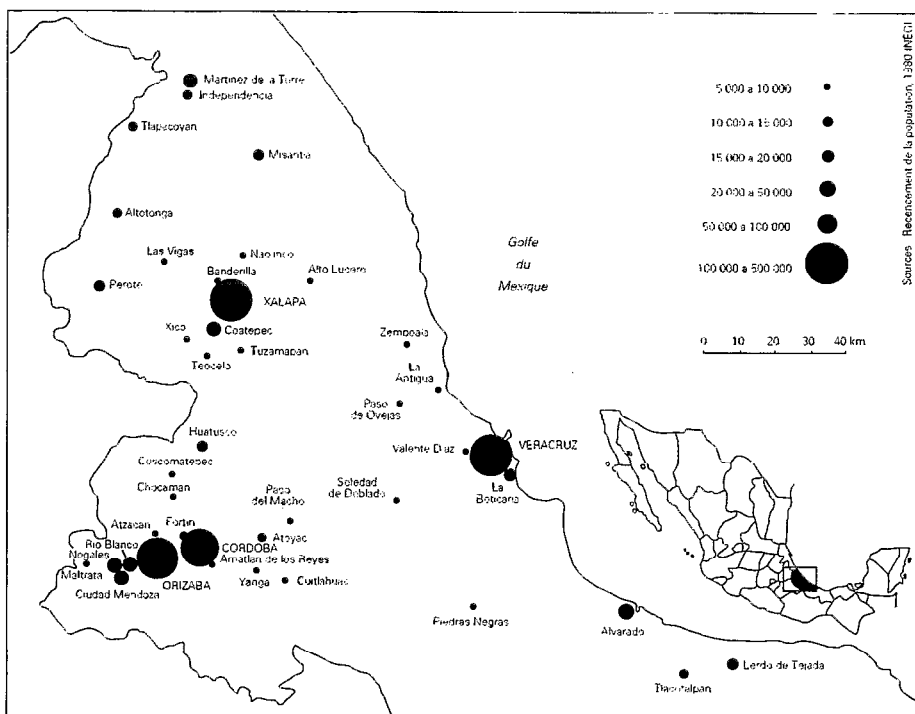 Martinez de la Torre
Independencia
Tlapacoyan
Misantla
Altotonga
Las Vigas
Naolinco
Banderilla
Alto Lucero
Perote
XALAPA
Xico
Coatepec
Teocelo
Tuzamapan
Golfe
du
Mexique
Zempoala
La
Antigua
Paso
de Ovejas
Huatusco
Valente Diaz
VERACRUZ
La
Boticaria
Coscomatepec
Chocaman
Soledad
de Doblado
Paso
del Macho
Atzacan
Fortin
Atoyac
CORDOBA
Rio Blanco
Nogales
Amatlan de los Reyes
Maltrata
ORIZABA
Yanga
Cuitlahuac
Ciudad Mendoza
Piedras Negras
Alvarado
Lerdo de Tejada
Tlacotalpan
5 000 a 10 000
10 000 a 15 000
15 000 a 20 000
20 000 a 50 000
50 000 a 100 000
100 000 a 500 000
0 20 40 km
Sources Recencement de la population, 1980 INEGI